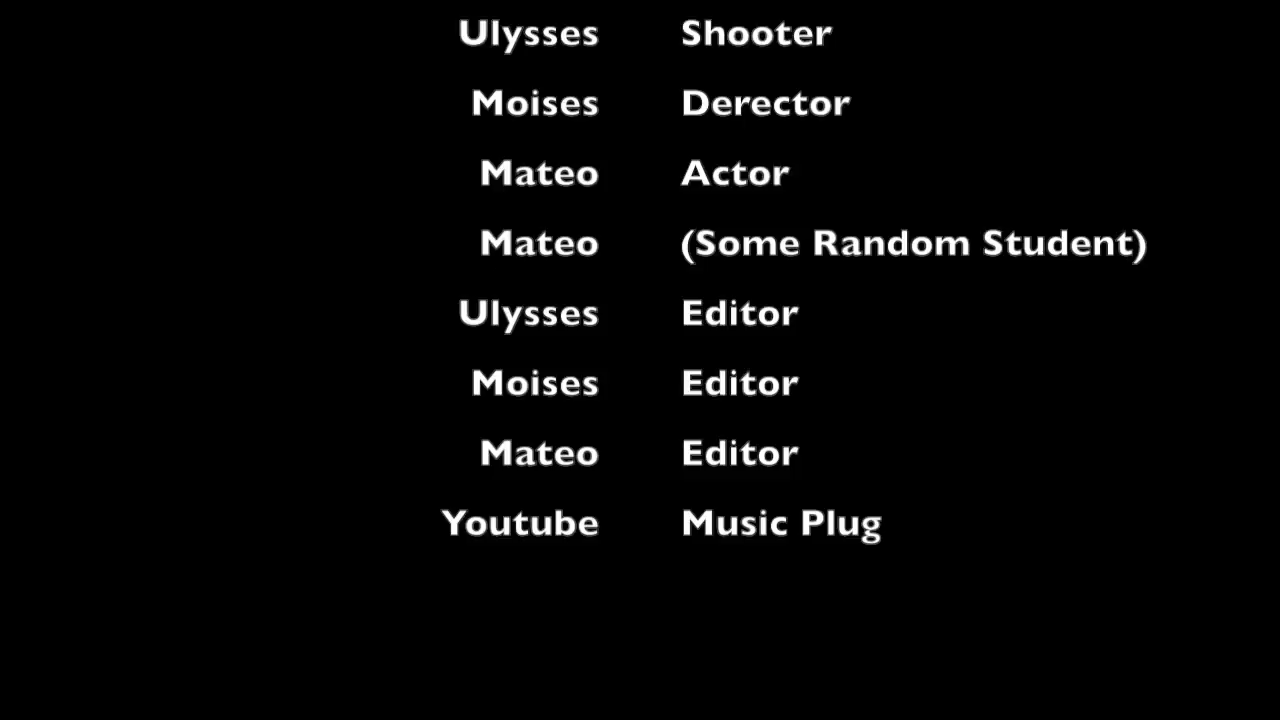 Ulysses Shooter
Moises Derector
Mateo Actor
Mateo (Some Random Student)
Ulysses Editor
Moises Editor
Mateo Editor
Youtube Music Plug